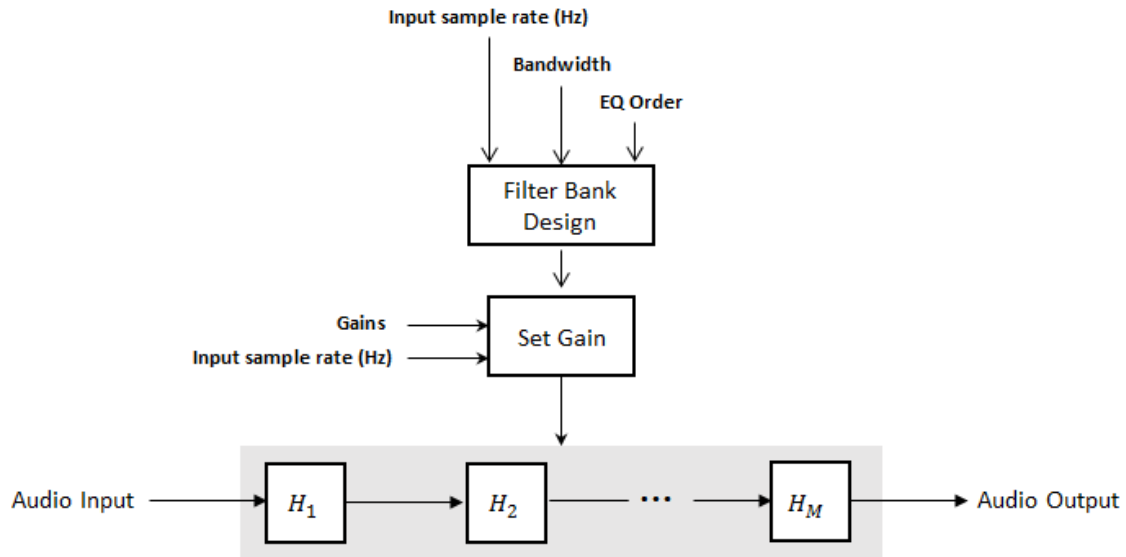 Input sample rate (Hz)
Bandwidth
EQ Order
Filter Bank
Design
Gains
Input sample rate (Hz)
Set Gain
Audio Input
H₁
H₂
...
H_M
Audio Output